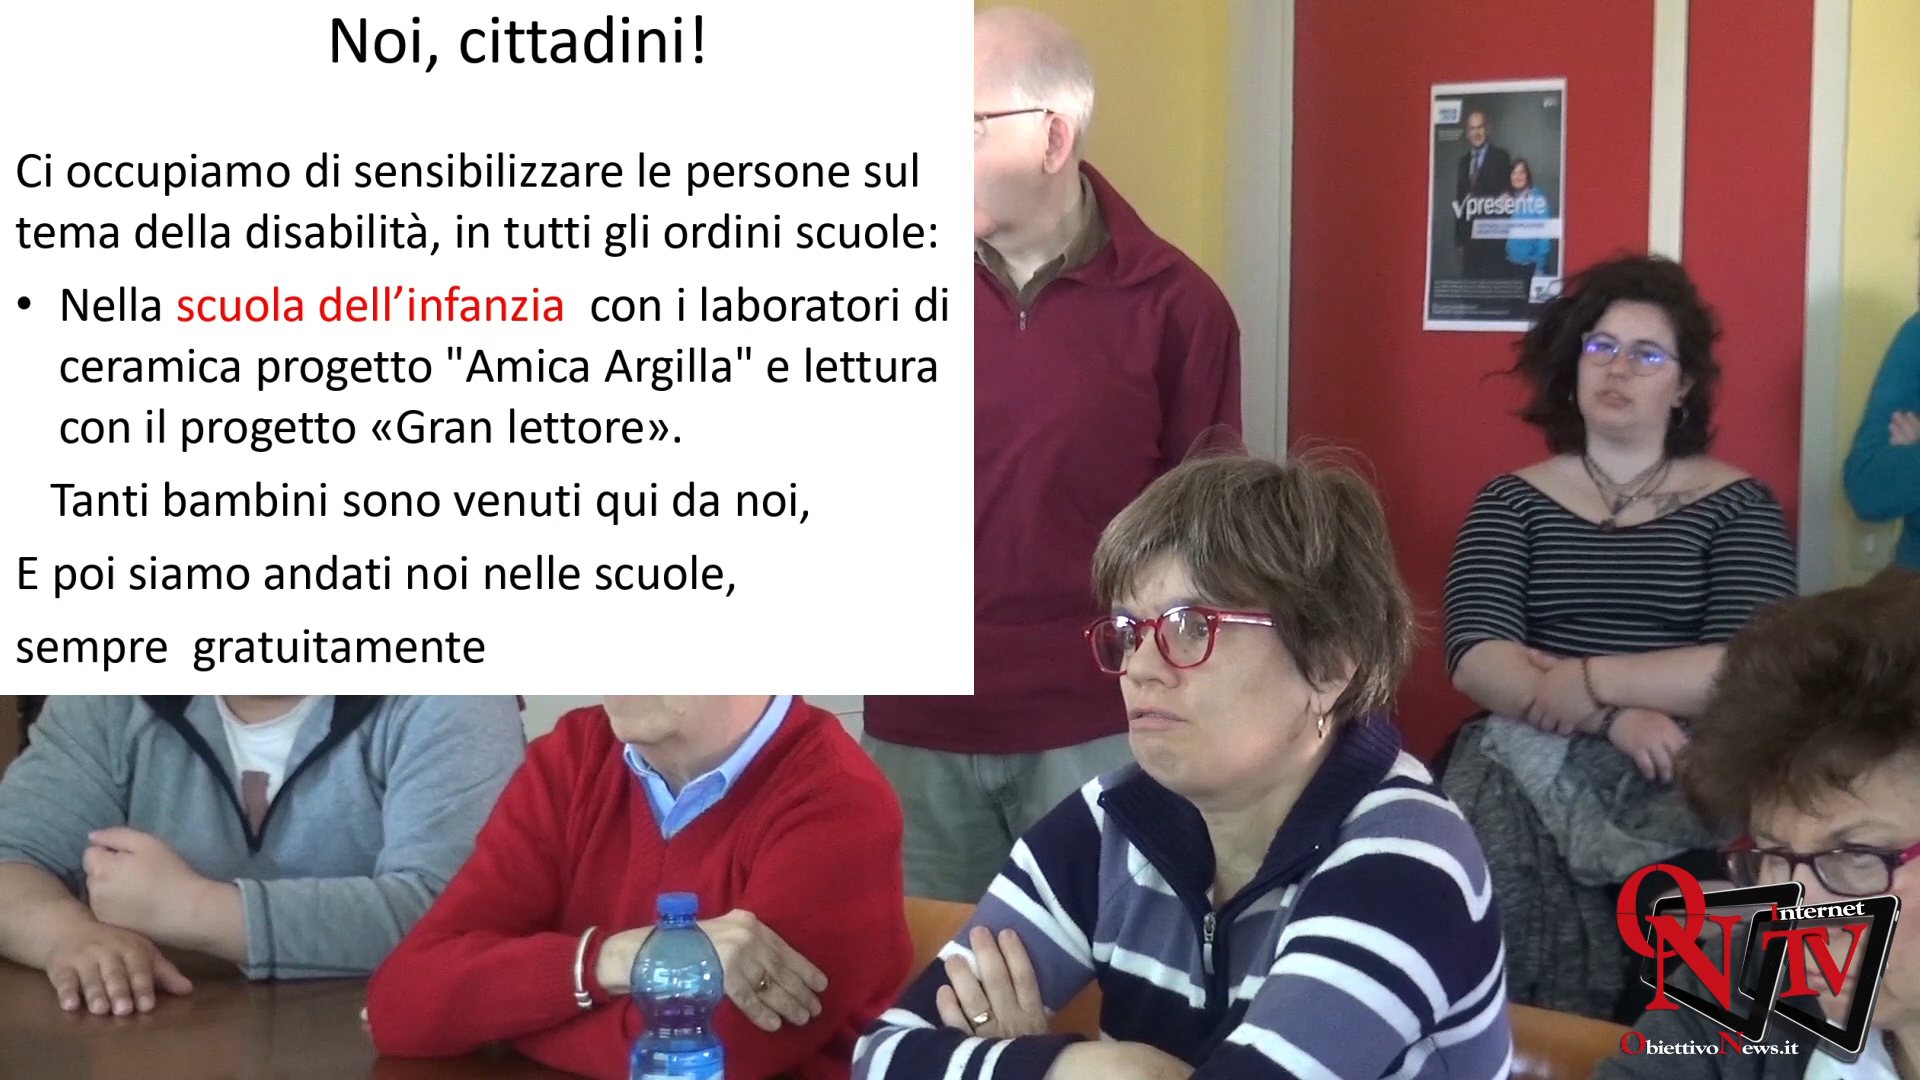 Noi, cittadini!
Ci occupiamo di sensibilizzare le persone sul
tema della disabilità, in tutti gli ordini scuole:
• Nella scuola dell’infanzia con i laboratori di
ceramica progetto "Amica Argilla" e lettura
con il progetto «Gran lettore».
Tanti bambini sono venuti qui da noi,
E poi siamo andati noi nelle scuole,
sempre gratuitamente
presente
Internet
ON TV
ObiettivoNews.it